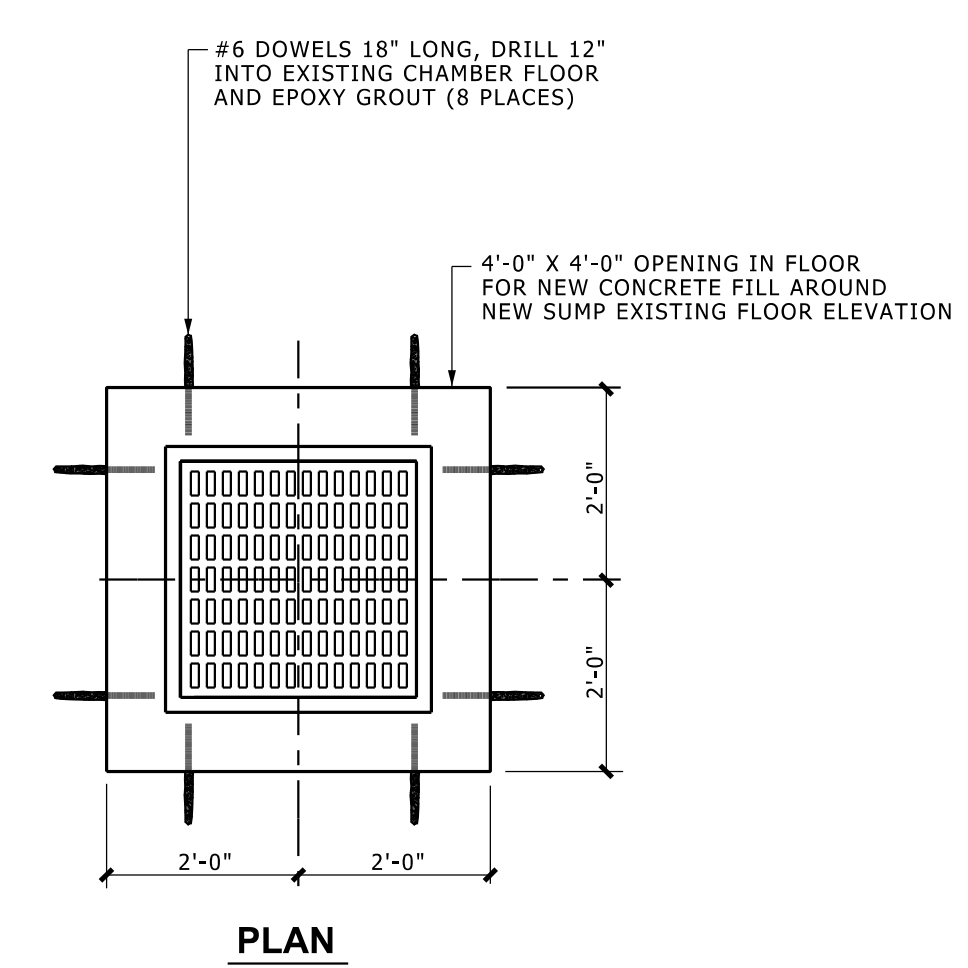 #6 DOWELS 18" LONG, DRILL 12"
INTO EXISTING CHAMBER FLOOR
AND EPOXY GROUT (8 PLACES)
4'-0" X 4'-0" OPENING IN FLOOR
FOR NEW CONCRETE FILL AROUND
NEW SUMP EXISTING FLOOR ELEVATION
2'-0"
2'-0"
2'-0"
2'-0"
PLAN